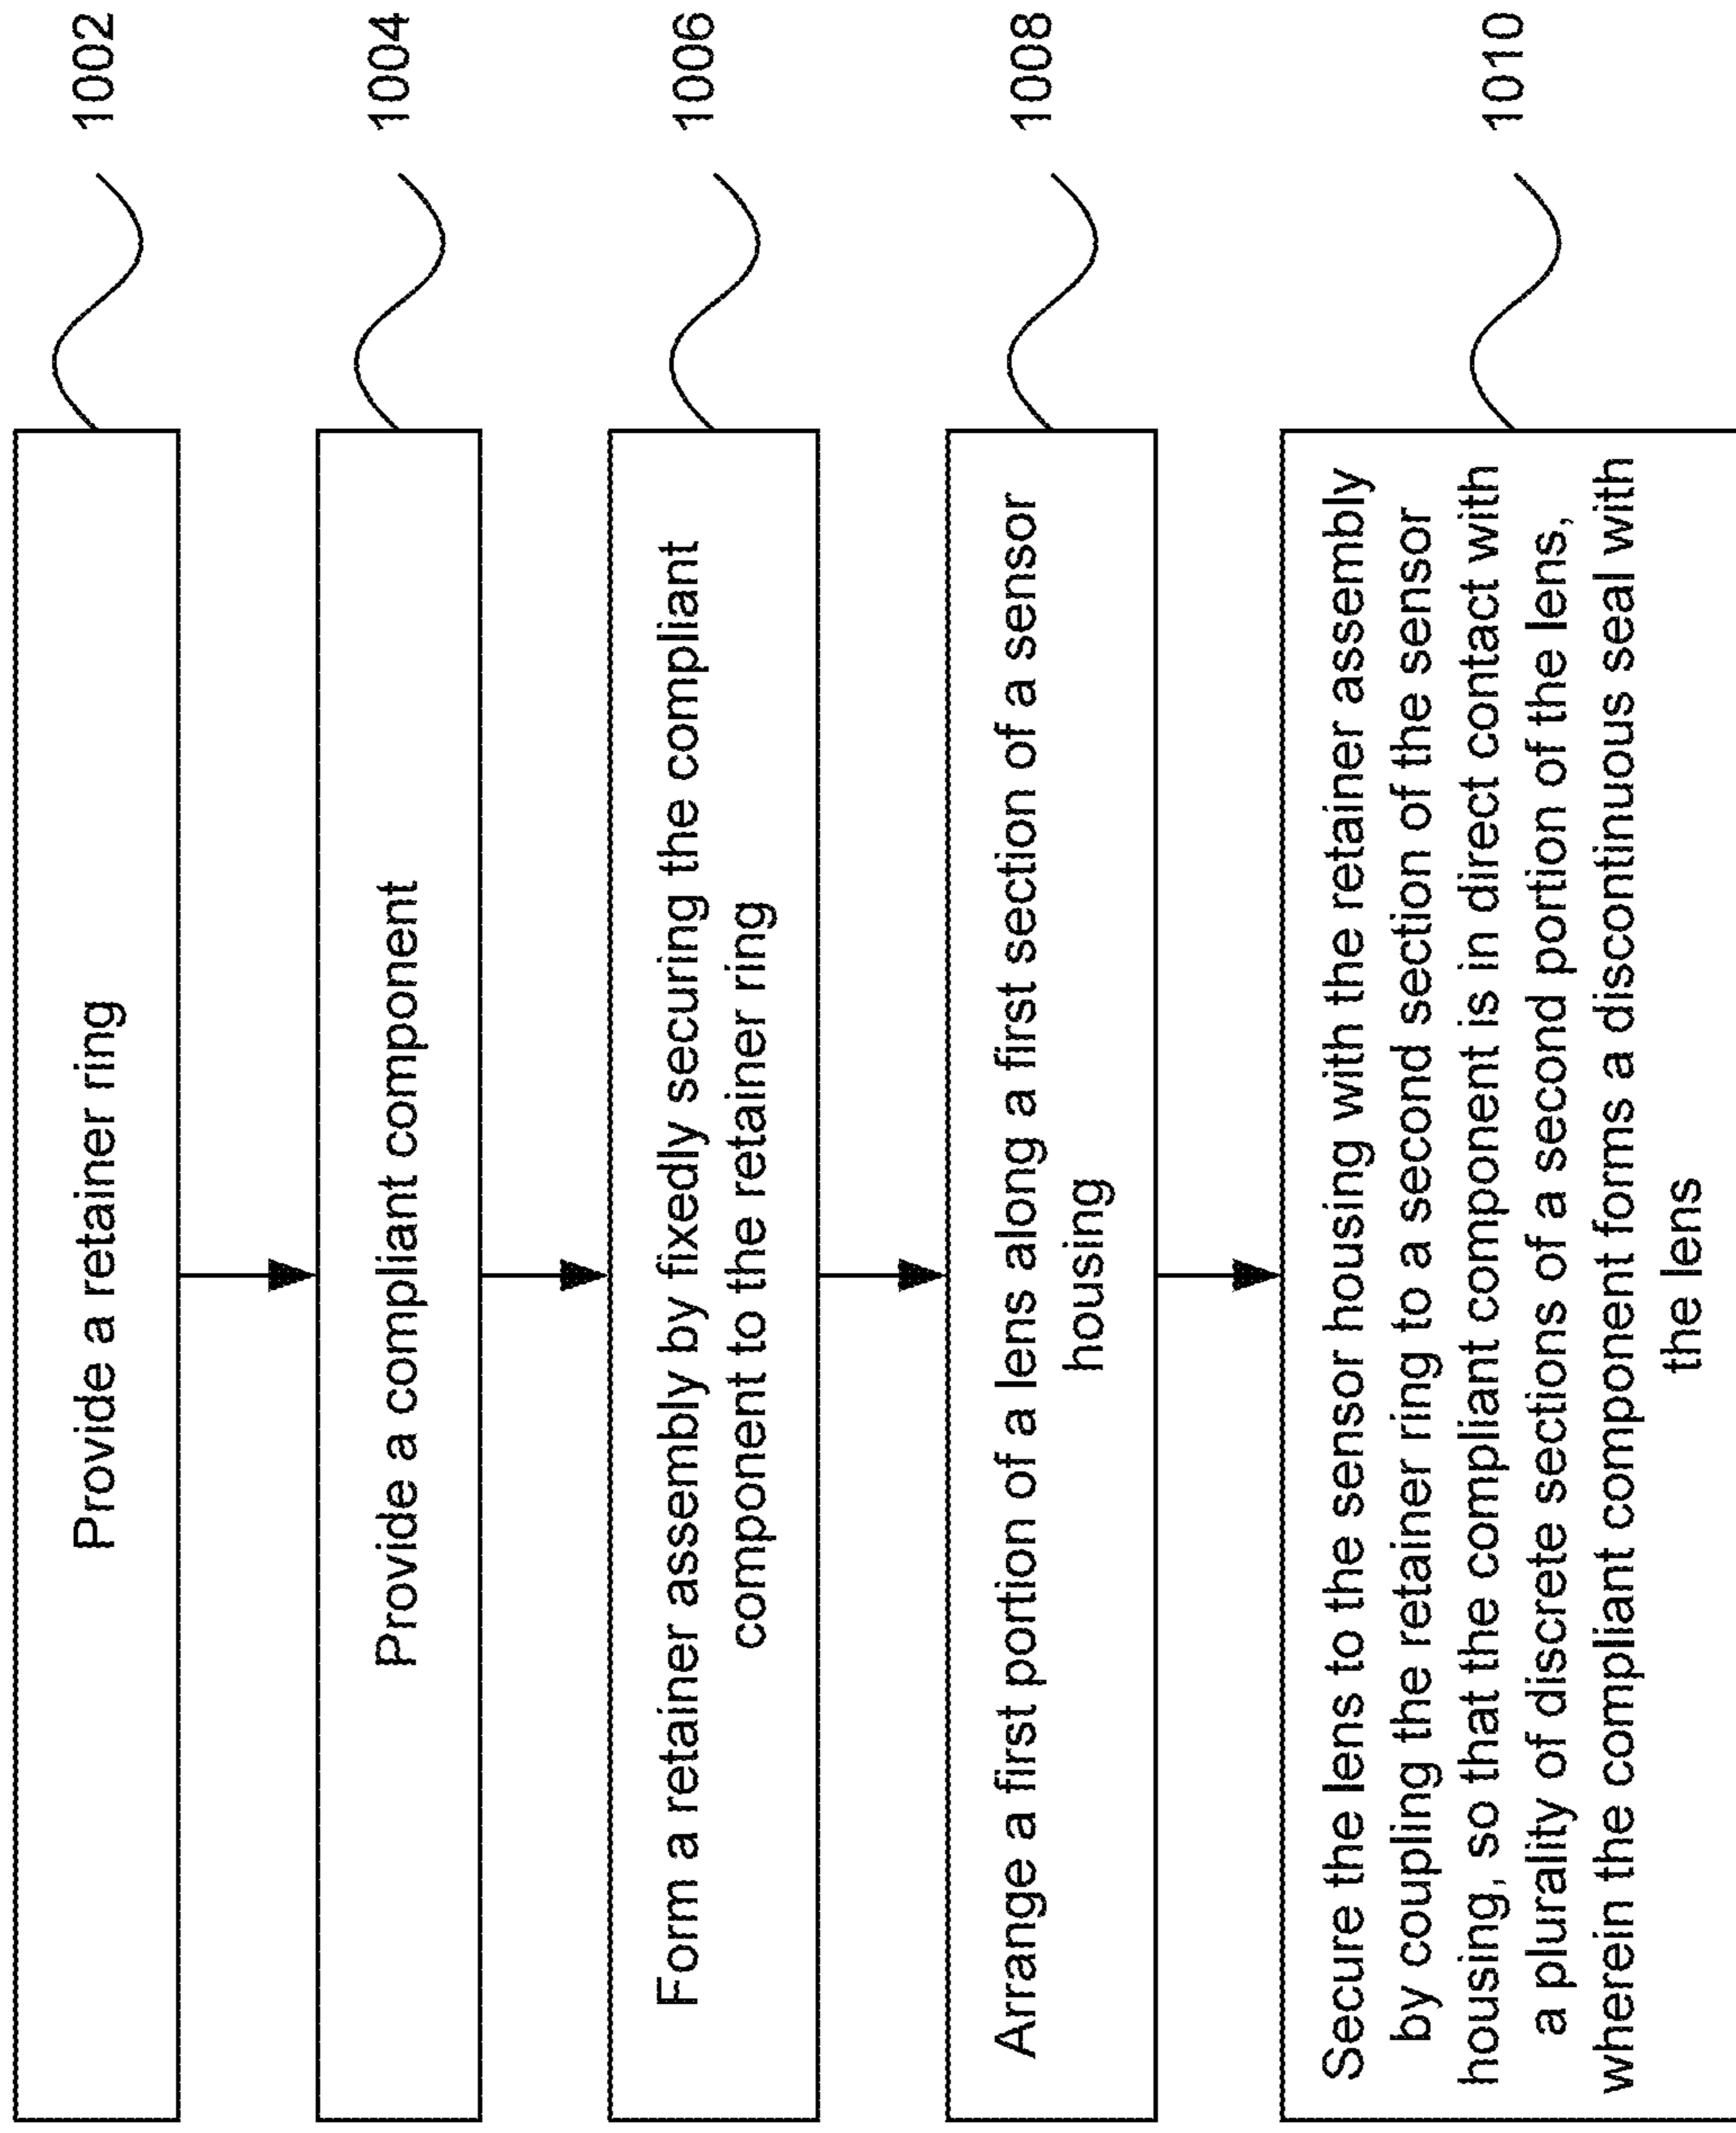 Provide a retainer ring
1002
Provide a compliant component
1004
Form a retainer assembly by fixedly securing the compliant
component to the retainer ring
1006
Arrange a first portion of a lens along a first section of a sensor
housing
1008
Secure the lens to the sensor housing with the retainer assembly
by coupling the retainer ring to a second section of the sensor
housing, so that the compliant component is in direct contact with
a plurality of discrete sections of a second portion of the lens,
wherein the compliant component forms a discontinuous seal with
the lens
1010